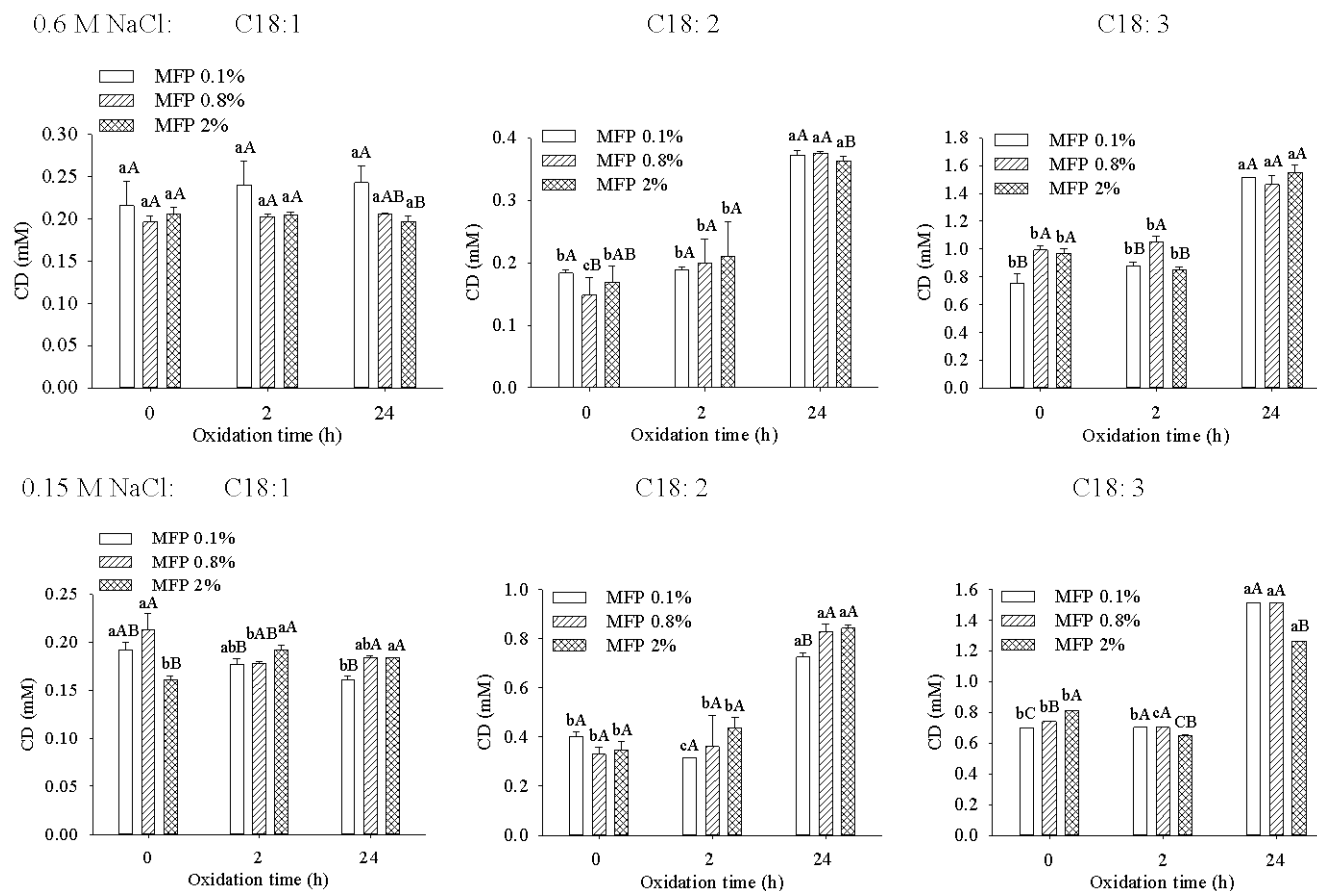 0.6 M NaCl: C18:1 C18: 2 C18: 3
MFP 0.1%
MFP 0.8%
MFP 2%
0.30
0.25
0.20
0.15
0.10
0.05
0.00
CD (mM)
aA aA aA
aA aA aA
aA aAB aB
0 2 24
Oxidation time (h)
MFP 0.1%
MFP 0.8%
MFP 2%
0.4
0.3
0.2
0.1
0.0
CD (mM)
bA cB bAB
bA bA bA
aA aA aB
0 2 24
Oxidation time (h)
MFP 0.1%
MFP 0.8%
MFP 2%
1.8
1.6
1.4
1.2
1.0
0.8
0.6
0.4
0.2
0.0
CD (mM)
bB bA bA
bB bA bB
aA aA aA
0 2 24
Oxidation time (h)
0.15 M NaCl: C18:1 C18: 2 C18: 3
MFP 0.1%
MFP 0.8%
MFP 2%
0.25
0.20
0.15
0.10
0.05
0.00
CD (mM)
aAB aA bB
abB bAB aA
bB abA aA
0 2 24
Oxidation time (h)
MFP 0.1%
MFP 0.8%
MFP 2%
1.0
0.8
0.6
0.4
0.2
0.0
CD (mM)
bA bA bA
cA bA bA
aB aA aA
0 2 24
Oxidation time (h)
MFP 0.1%
MFP 0.8%
MFP 2%
1.6
1.4
1.2
1.0
0.8
0.6
0.4
0.2
0.0
CD (mM)
bC bB bA
bA cA CB
aA aA aB
0 2 24
Oxidation time (h)